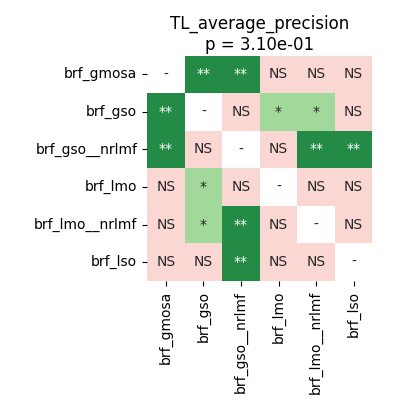 TL_average_precision
p = 3.10e-01
brf_gmosa - ** ** NS NS NS
brf_gso ** - NS * * NS
brf_gso__nrlmf ** NS - NS ** **
brf_lmo NS * NS - NS NS
brf_lmo__nrlmf NS * ** NS - NS
brf_lso NS NS ** NS NS -
brf_gmosa
brf_gso
brf_gso__nrlmf
brf_lmo
brf_lmo__nrlmf
brf_lso